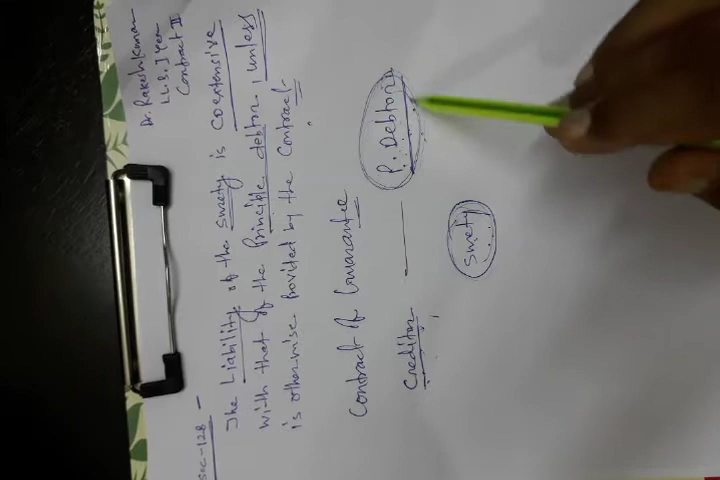 Dr. Rakesh Kumar
LL.B. I Year
Contract II
Sec-128 -
The Liability of the surety is coextensive
with that of the principle debtor, unless
is otherwise provided by the contract.
Contract of Guarantee
Creditor — P. Debtor
Surety